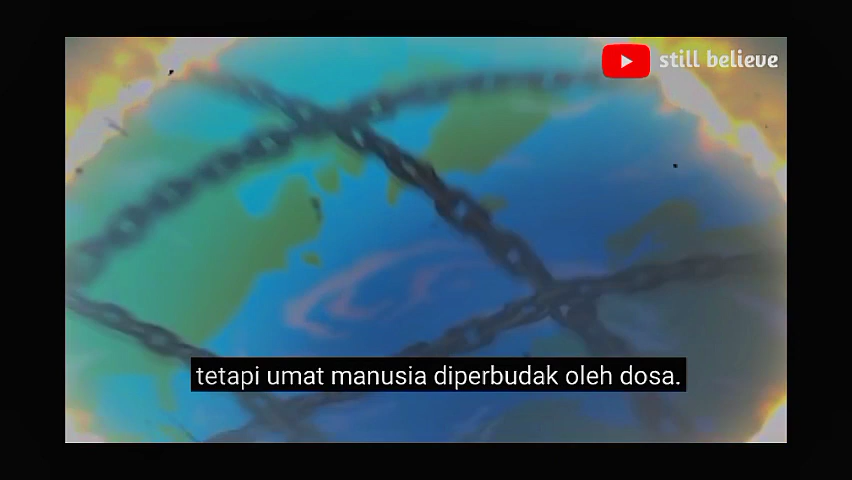 still believe
tetapi umat manusia diperbudak oleh dosa.